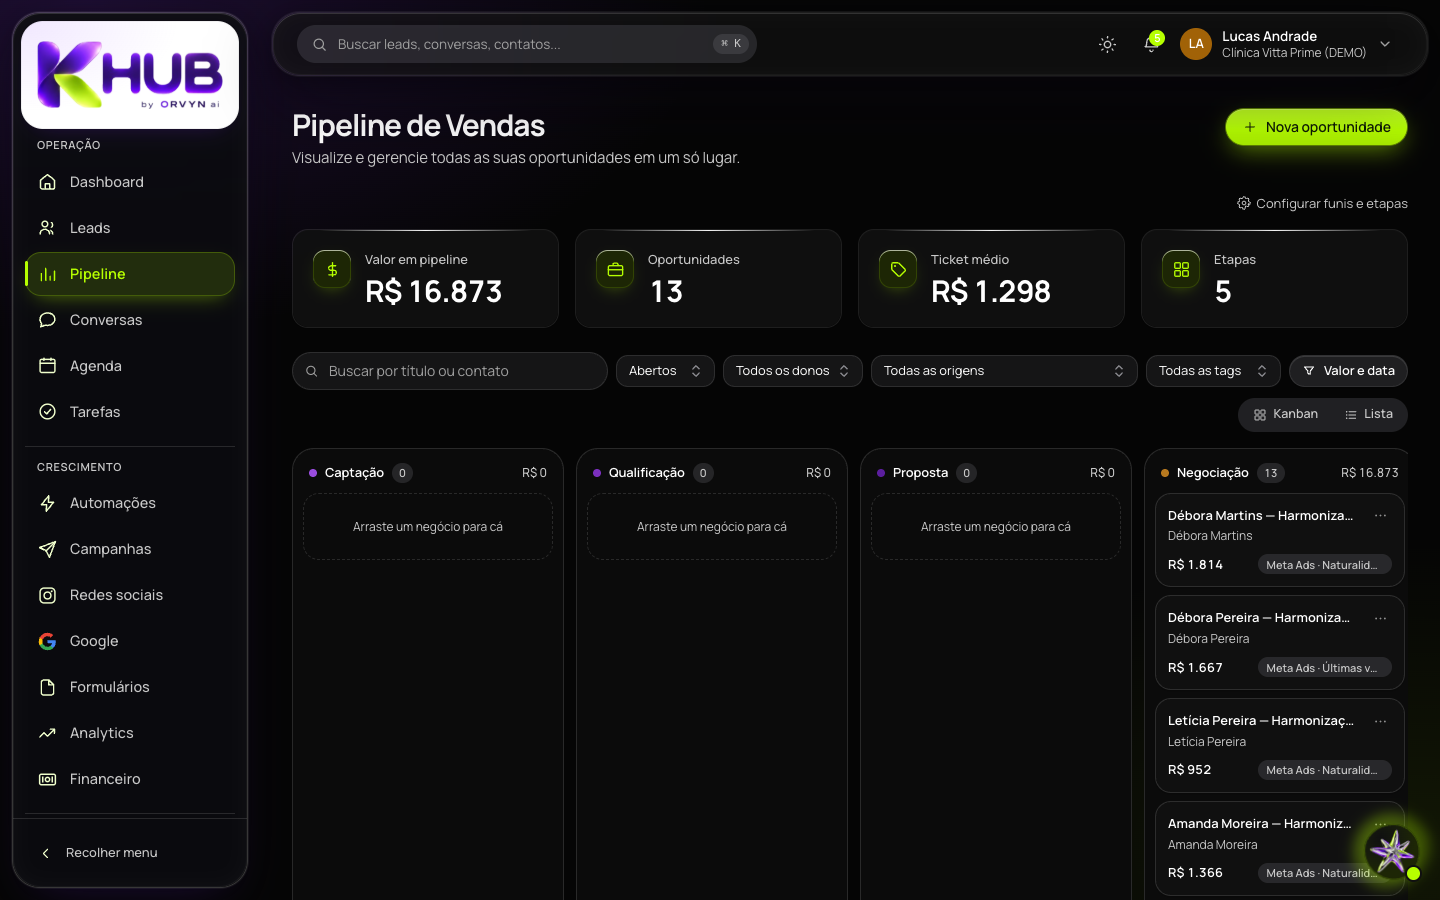 KHUB
by ORVYN ai
Buscar leads, conversas, contatos...
⌘ K
5
LA
Lucas Andrade
Clínica Vitta Prime (DEMO)
OPERAÇÃO
Dashboard
Leads
Pipeline
Conversas
Agenda
Tarefas
CRESCIMENTO
Automações
Campanhas
Redes sociais
Google
Formulários
Analytics
Financeiro
Recolher menu
Pipeline de Vendas
Visualize e gerencie todas as suas oportunidades em um só lugar.
+ Nova oportunidade
Configurar funis e etapas
Valor em pipeline
R$ 16.873
Oportunidades
13
Ticket médio
R$ 1.298
Etapas
5
Buscar por título ou contato
Abertos
Todos os donos
Todas as origens
Todas as tags
Valor e data
Kanban
Lista
Captação 0 R$ 0
Arraste um negócio para cá
Qualificação 0 R$ 0
Arraste um negócio para cá
Proposta 0 R$ 0
Arraste um negócio para cá
Negociação 13 R$ 16.873
Débora Martins — Harmoniza...
Débora Martins
R$ 1.814 Meta Ads · Naturalid...
Débora Pereira — Harmoniza...
Débora Pereira
R$ 1.667 Meta Ads · Últimas v...
Letícia Pereira — Harmonizaç...
Letícia Pereira
R$ 952 Meta Ads · Naturalid...
Amanda Moreira — Harmoniz...
Amanda Moreira
R$ 1.366 Meta Ads · Naturalid...